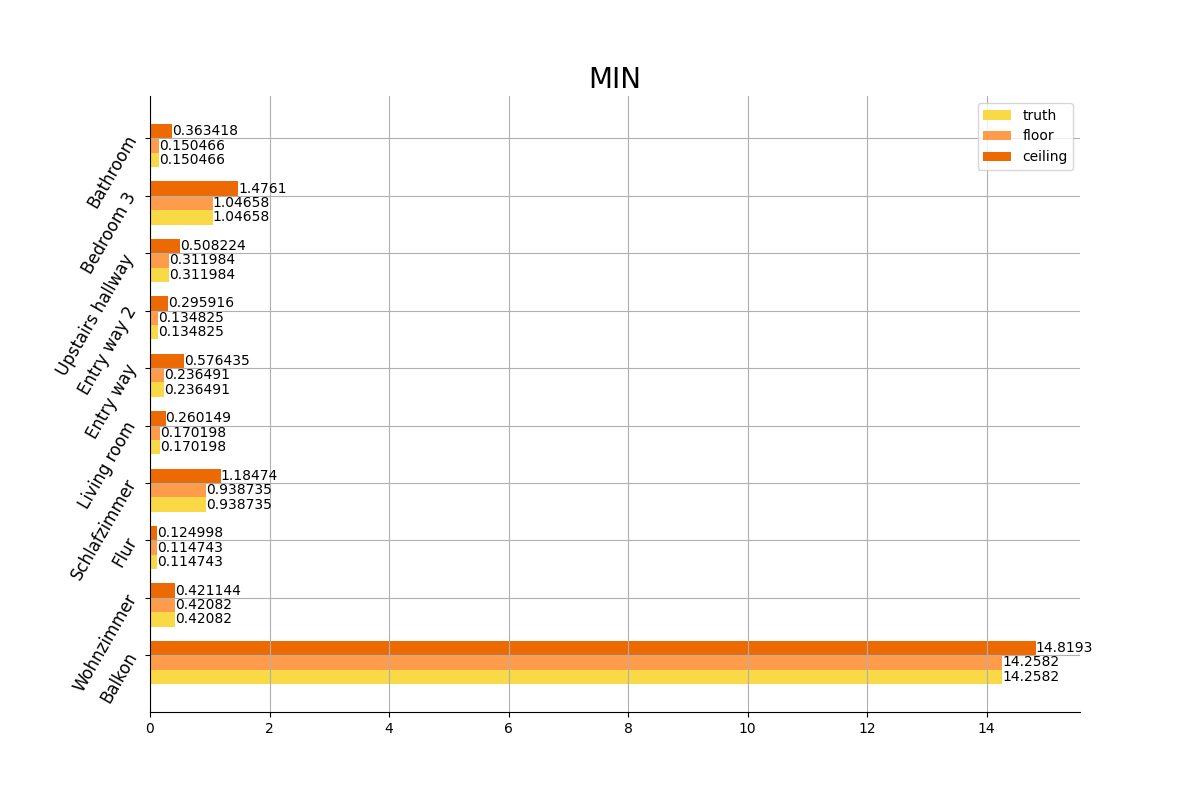 MIN
truth
floor
ceiling
Bathroom
0.363418
0.150466
0.150466
Bedroom 3
1.4761
1.04658
1.04658
Upstairs hallway
0.508224
0.311984
0.311984
Entry way 2
0.295916
0.134825
0.134825
Entry way
0.576435
0.236491
0.236491
Living room
0.260149
0.170198
0.170198
Schlafzimmer
1.18474
0.938735
0.938735
Flur
0.124998
0.114743
0.114743
Wohnzimmer
0.421144
0.42082
0.42082
Balkon
14.8193
14.2582
14.2582
0 2 4 6 8 10 12 14